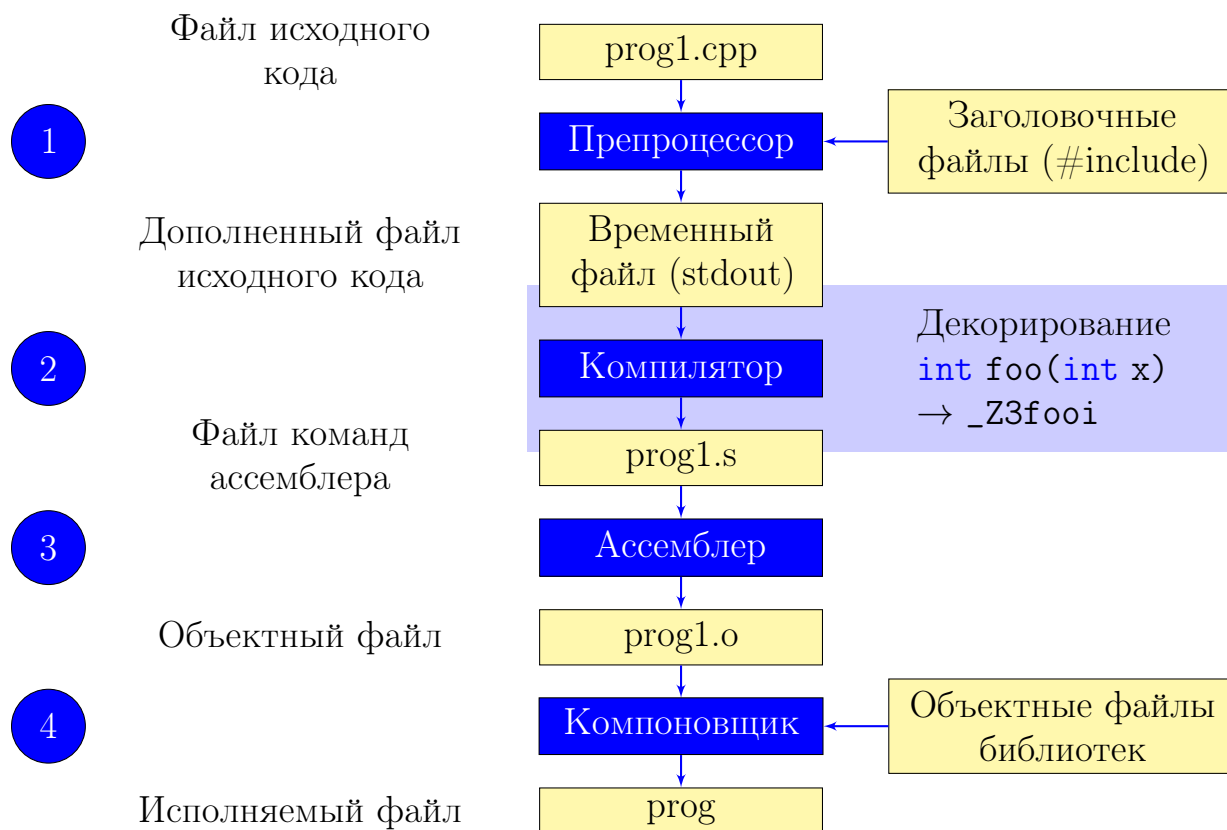 Файл исходного
кода
prog1.cpp
1
Препроцессор
Заголовочные
файлы (#include)
Дополненный файл
исходного кода
Временный
файл (stdout)
2
Компилятор
Декорирование
int foo(int x)
→ _Z3fooi
Файл команд
ассемблера
prog1.s
3
Ассемблер
Объектный файл
prog1.o
4
Компоновщик
Объектные файлы
библиотек
Исполняемый файл
prog